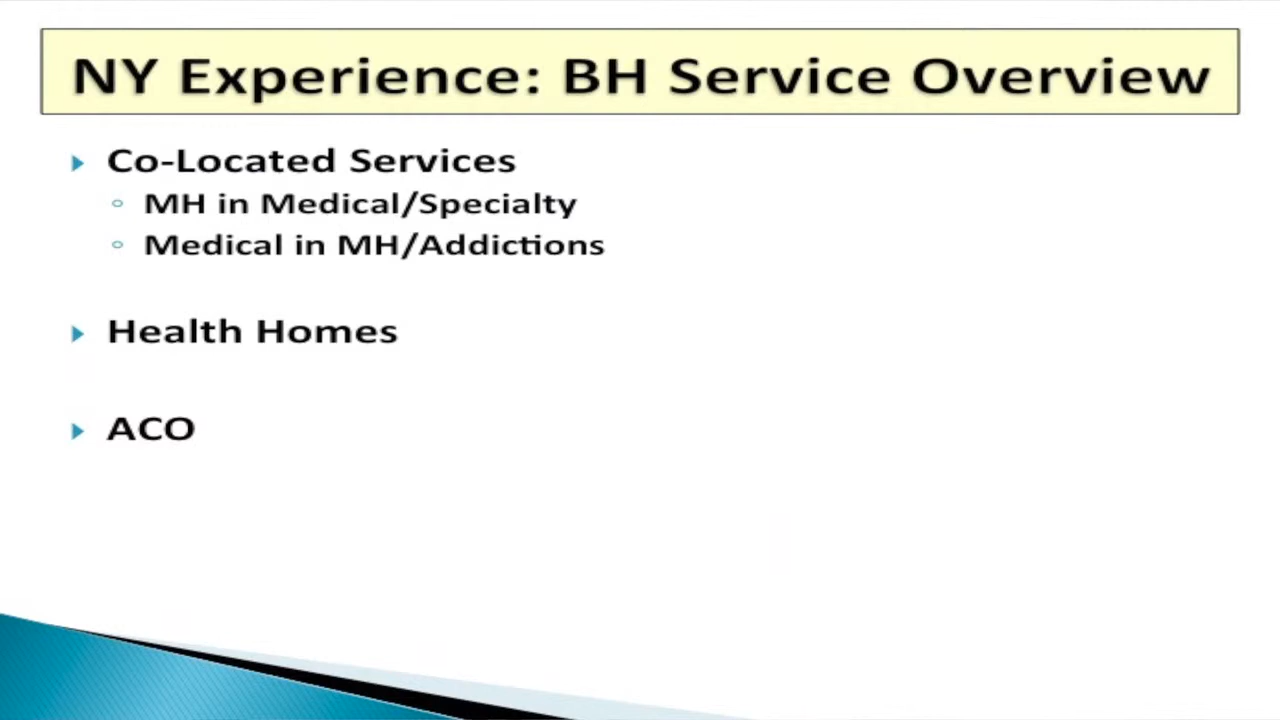 NY Experience: BH Service Overview
Co-Located Services
MH in Medical/Specialty
Medical in MH/Addictions
Health Homes
ACO